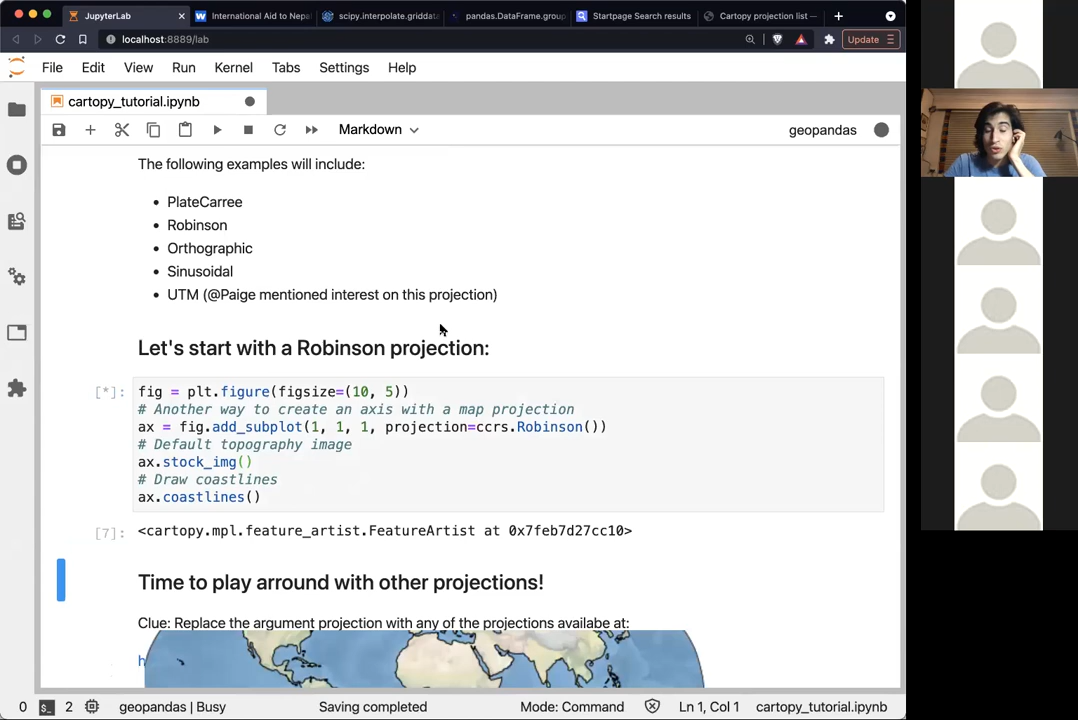 JupyterLab
International Aid to Nepa
scipy.interpolate.gridda
pandas.DataFrame.group
Startpage Search results
Cartopy projection list —
localhost:8889/lab
Update
File Edit View Run Kernel Tabs Settings Help
cartopy_tutorial.ipynb
Markdown
geopandas
The following examples will include:
• PlateCarree
• Robinson
• Orthographic
• Sinusoidal
• UTM (@Paige mentioned interest on this projection)
Let's start with a Robinson projection:
[*]: fig = plt.figure(figsize=(10, 5))
# Another way to create an axis with a map projection
ax = fig.add_subplot(1, 1, 1, projection=ccrs.Robinson())
# Default topography image
ax.stock_img()
# Draw coastlines
ax.coastlines()
[7]: <cartopy.mpl.feature_artist.FeatureArtist at 0x7feb7d27cc10>
Time to play arround with other projections!
Clue: Replace the argument projection with any of the projections availabe at:
h
0 $_ 2 geopandas | Busy Saving completed Mode: Command Ln 1, Col 1 cartopy_tutorial.ipynb